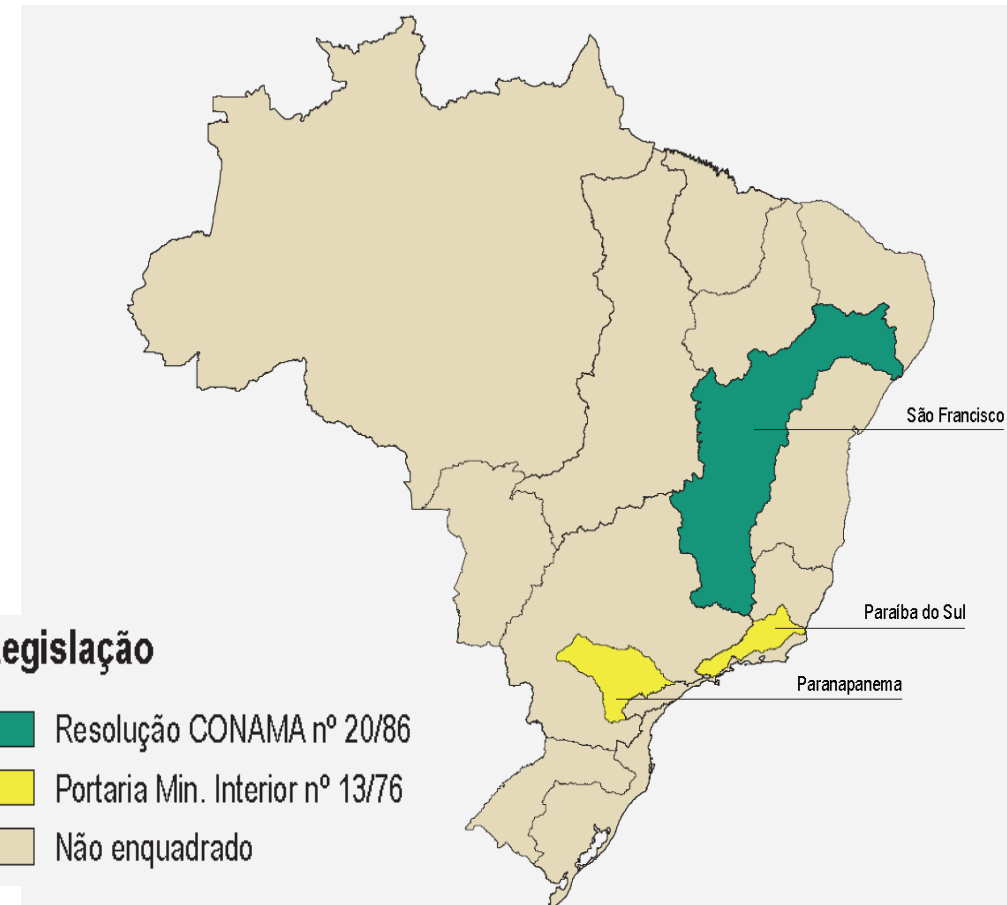 São Francisco
Paraíba do Sul
Paranapanema
egislação
Resolução CONAMA nº 20/86
Portaria Min. Interior nº 13/76
Não enquadrado